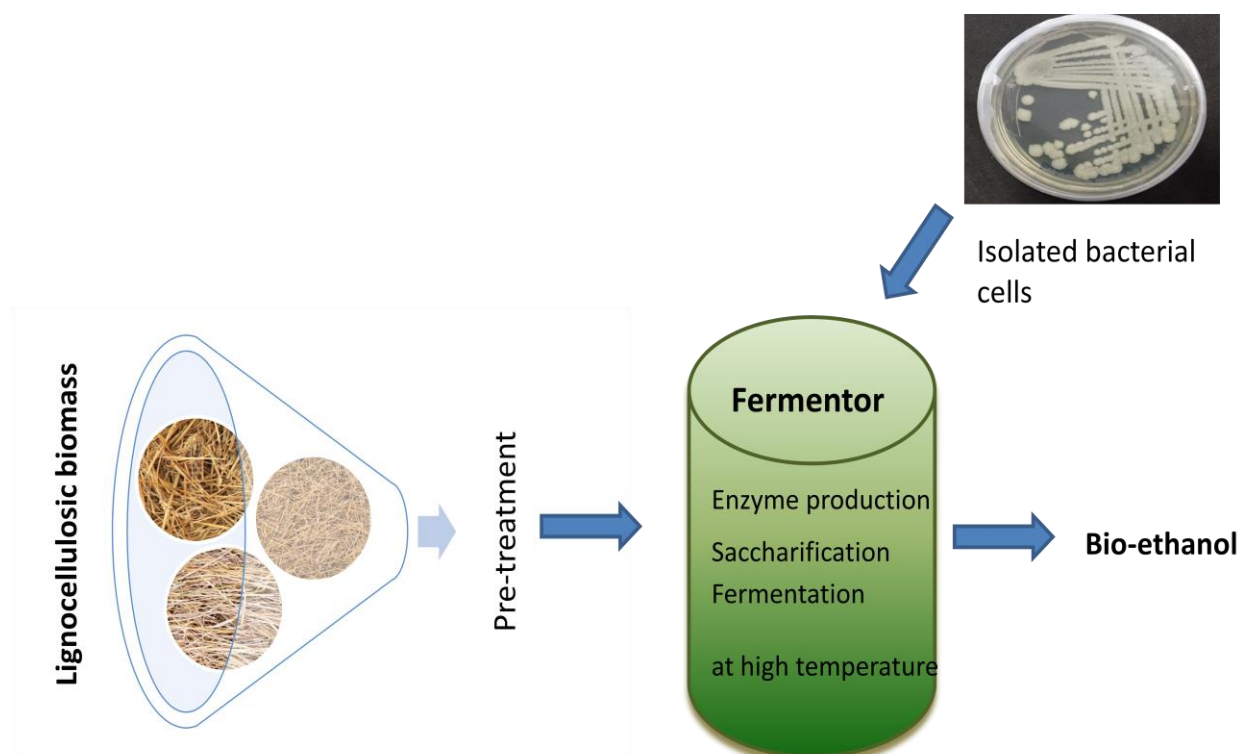 Isolated bacterial
cells
Lignocellulosic biomass
Pre-treatment
Fermentor
Enzyme production
Saccharification
Fermentation
at high temperature
Bio-ethanol